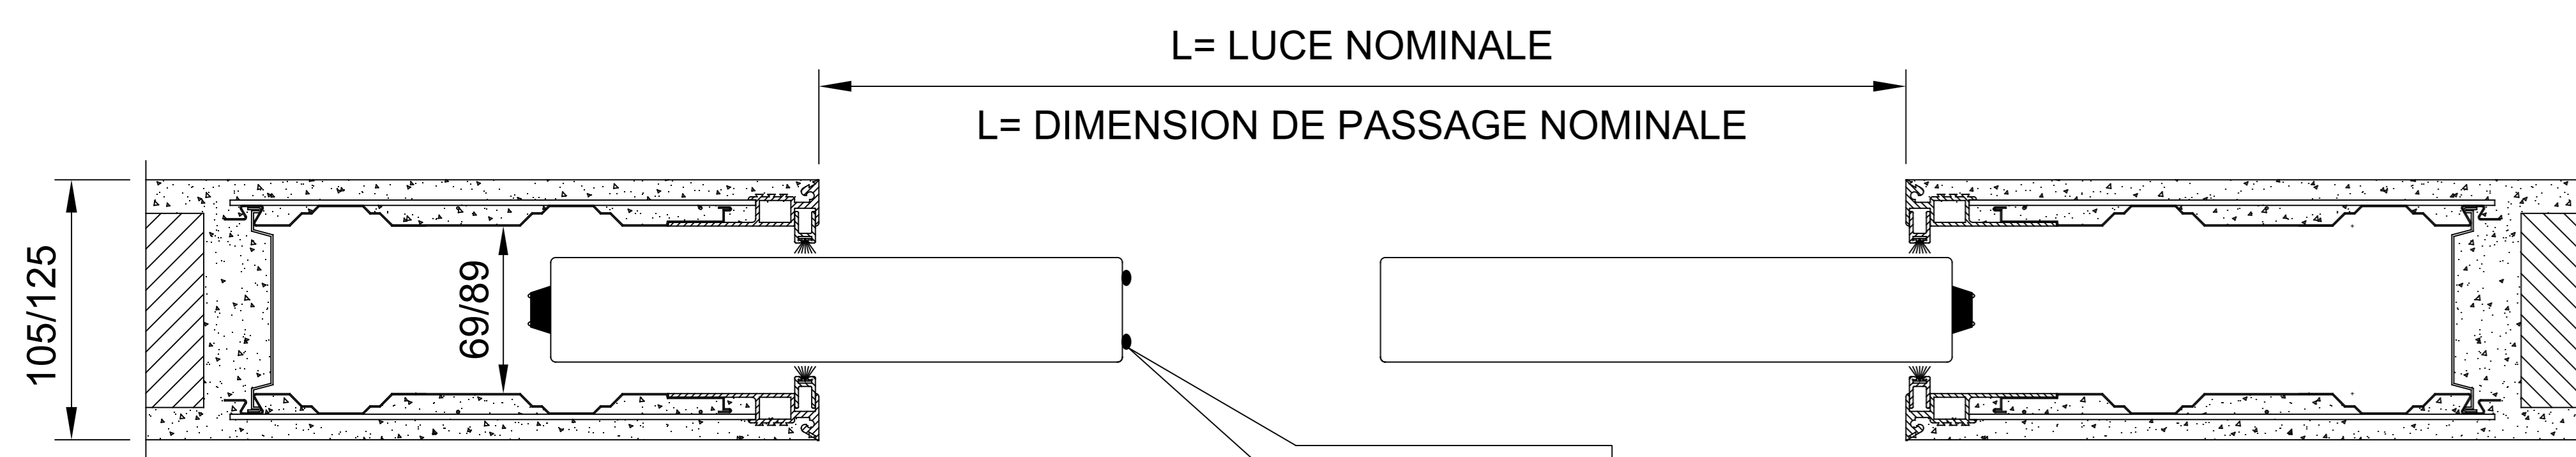 L= LUCE NOMINALE
L= DIMENSION DE PASSAGE NOMINALE
105/125
69/89